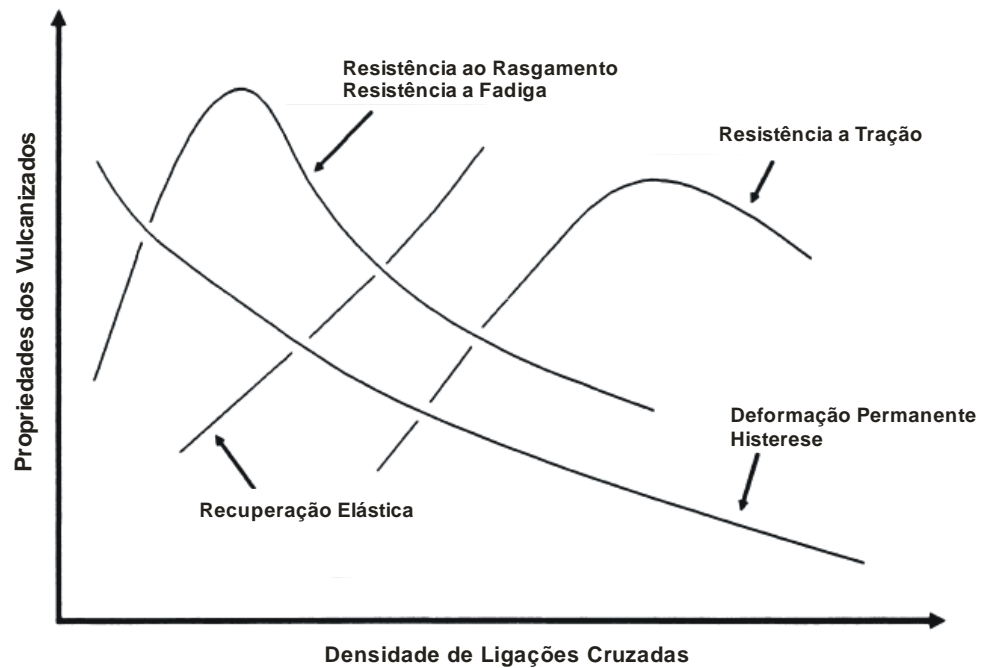 Resistência ao Rasgamento
Resistência a Fadiga
Resistência a Tração
Propriedades dos Vulcanizados
Deformação Permanente
Histerese
Recuperação Elástica
Densidade de Ligações Cruzadas